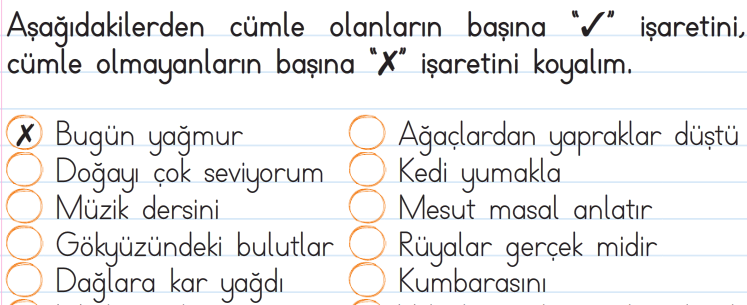 Aşağıdakilerden cümle olanların başına “✓” işaretini,
cümle olmayanların başına “✗” işaretini koyalım.
✗ Bugün yağmur
Doğayı çok seviyorum
Müzik dersini
Gökyüzündeki bulutlar
Dağlara kar yağdı
Ağaçlardan yapraklar düştü
Kedi yumakla
Mesut masal anlatır
Rüyalar gerçek midir
Kumbarasını